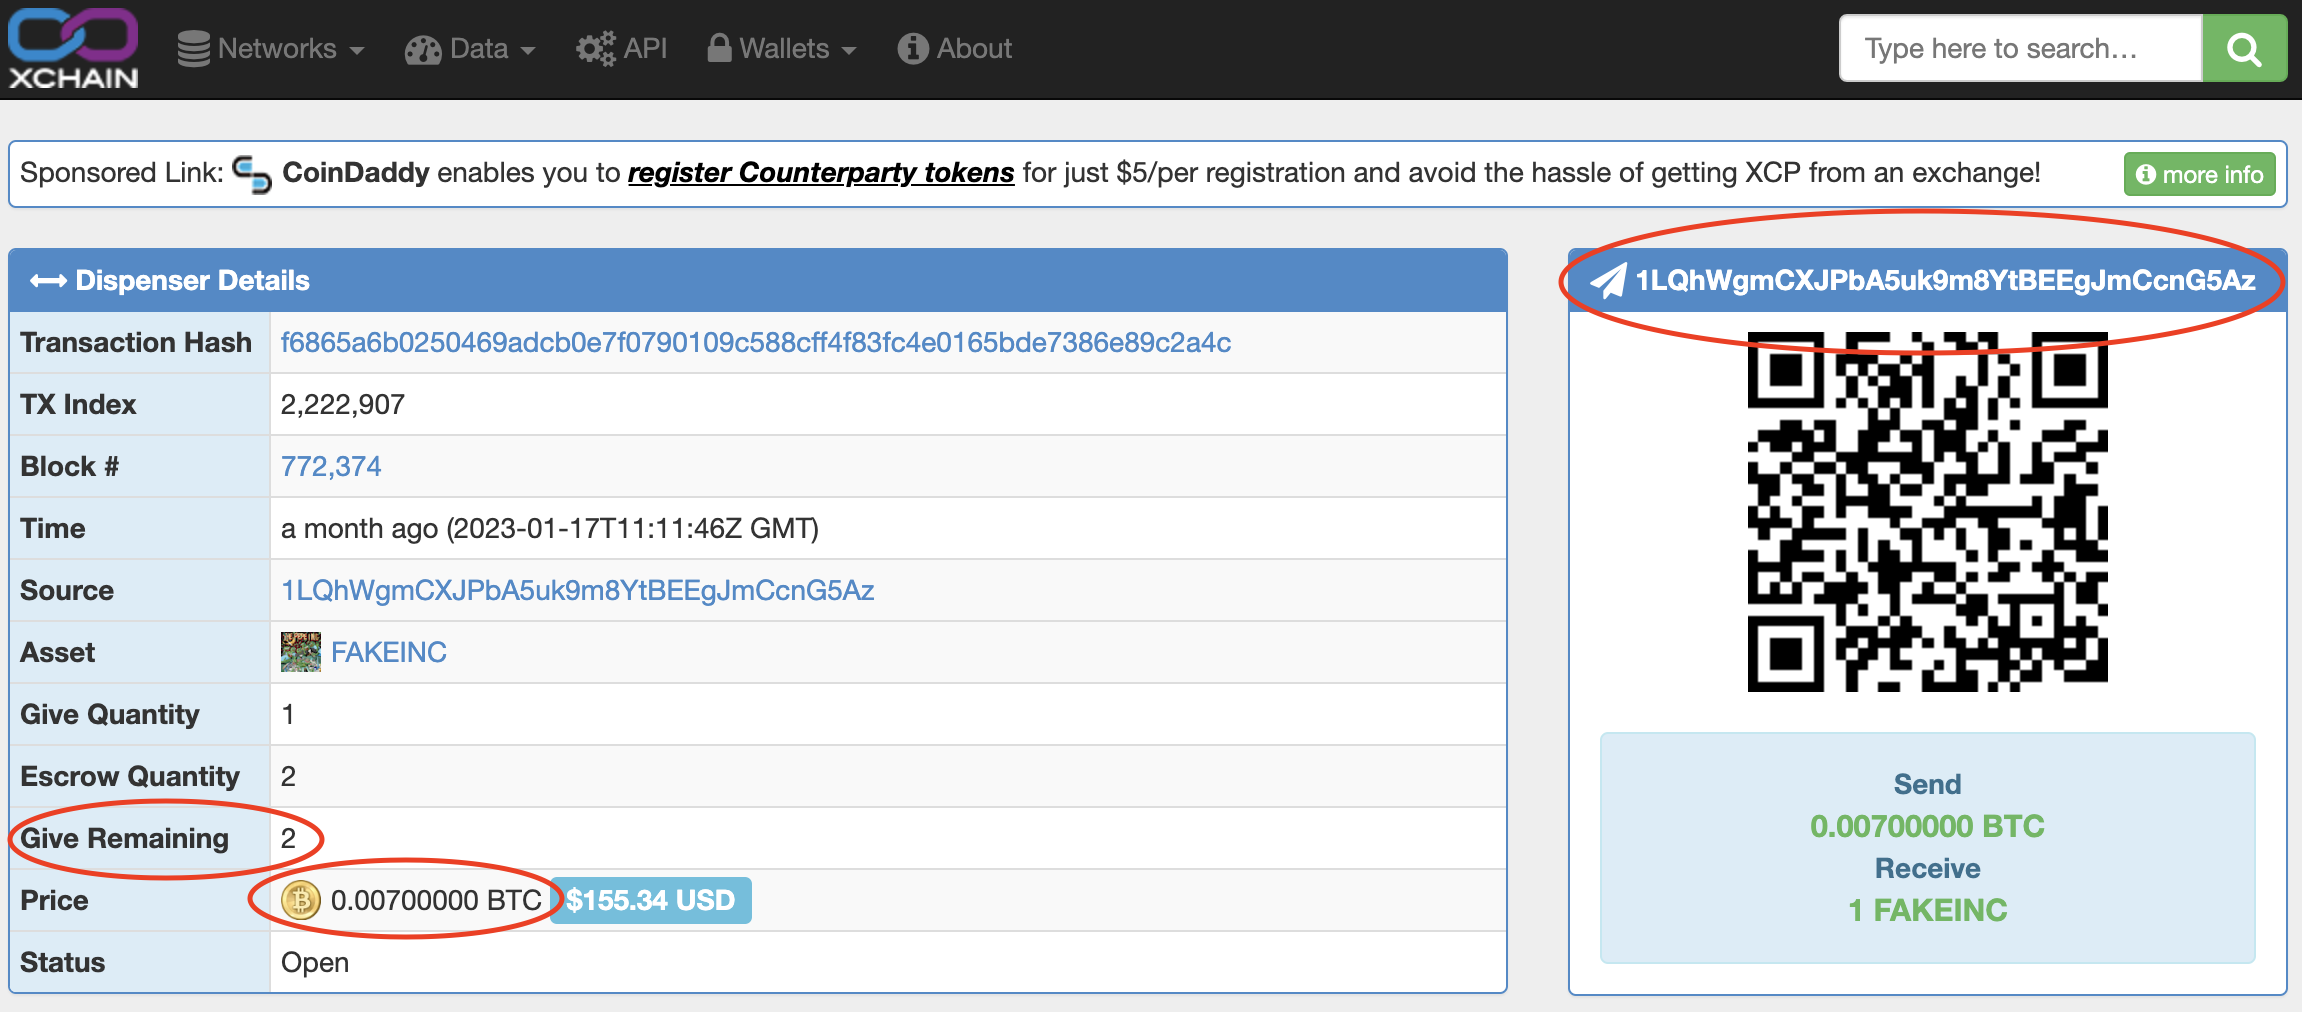 XCHAIN
Networks Data API Wallets About
Type here to search...
Sponsored Link: CoinDaddy enables you to register Counterparty tokens for just $5/per registration and avoid the hassle of getting XCP from an exchange!
more info
Dispenser Details
Transaction Hash f6865a6b0250469adcb0e7f0790109c588cff4f83fc4e0165bde7386e89c2a4c
TX Index 2,222,907
Block # 772,374
Time a month ago (2023-01-17T11:11:46Z GMT)
Source 1LQhWgmCXJPbA5uk9m8YtBEEgJmCcnG5Az
Asset FAKEINC
Give Quantity 1
Escrow Quantity 2
Give Remaining 2
Price 0.00700000 BTC $155.34 USD
Status Open
1LQhWgmCXJPbA5uk9m8YtBEEgJmCcnG5Az
Send
0.00700000 BTC
Receive
1 FAKEINC